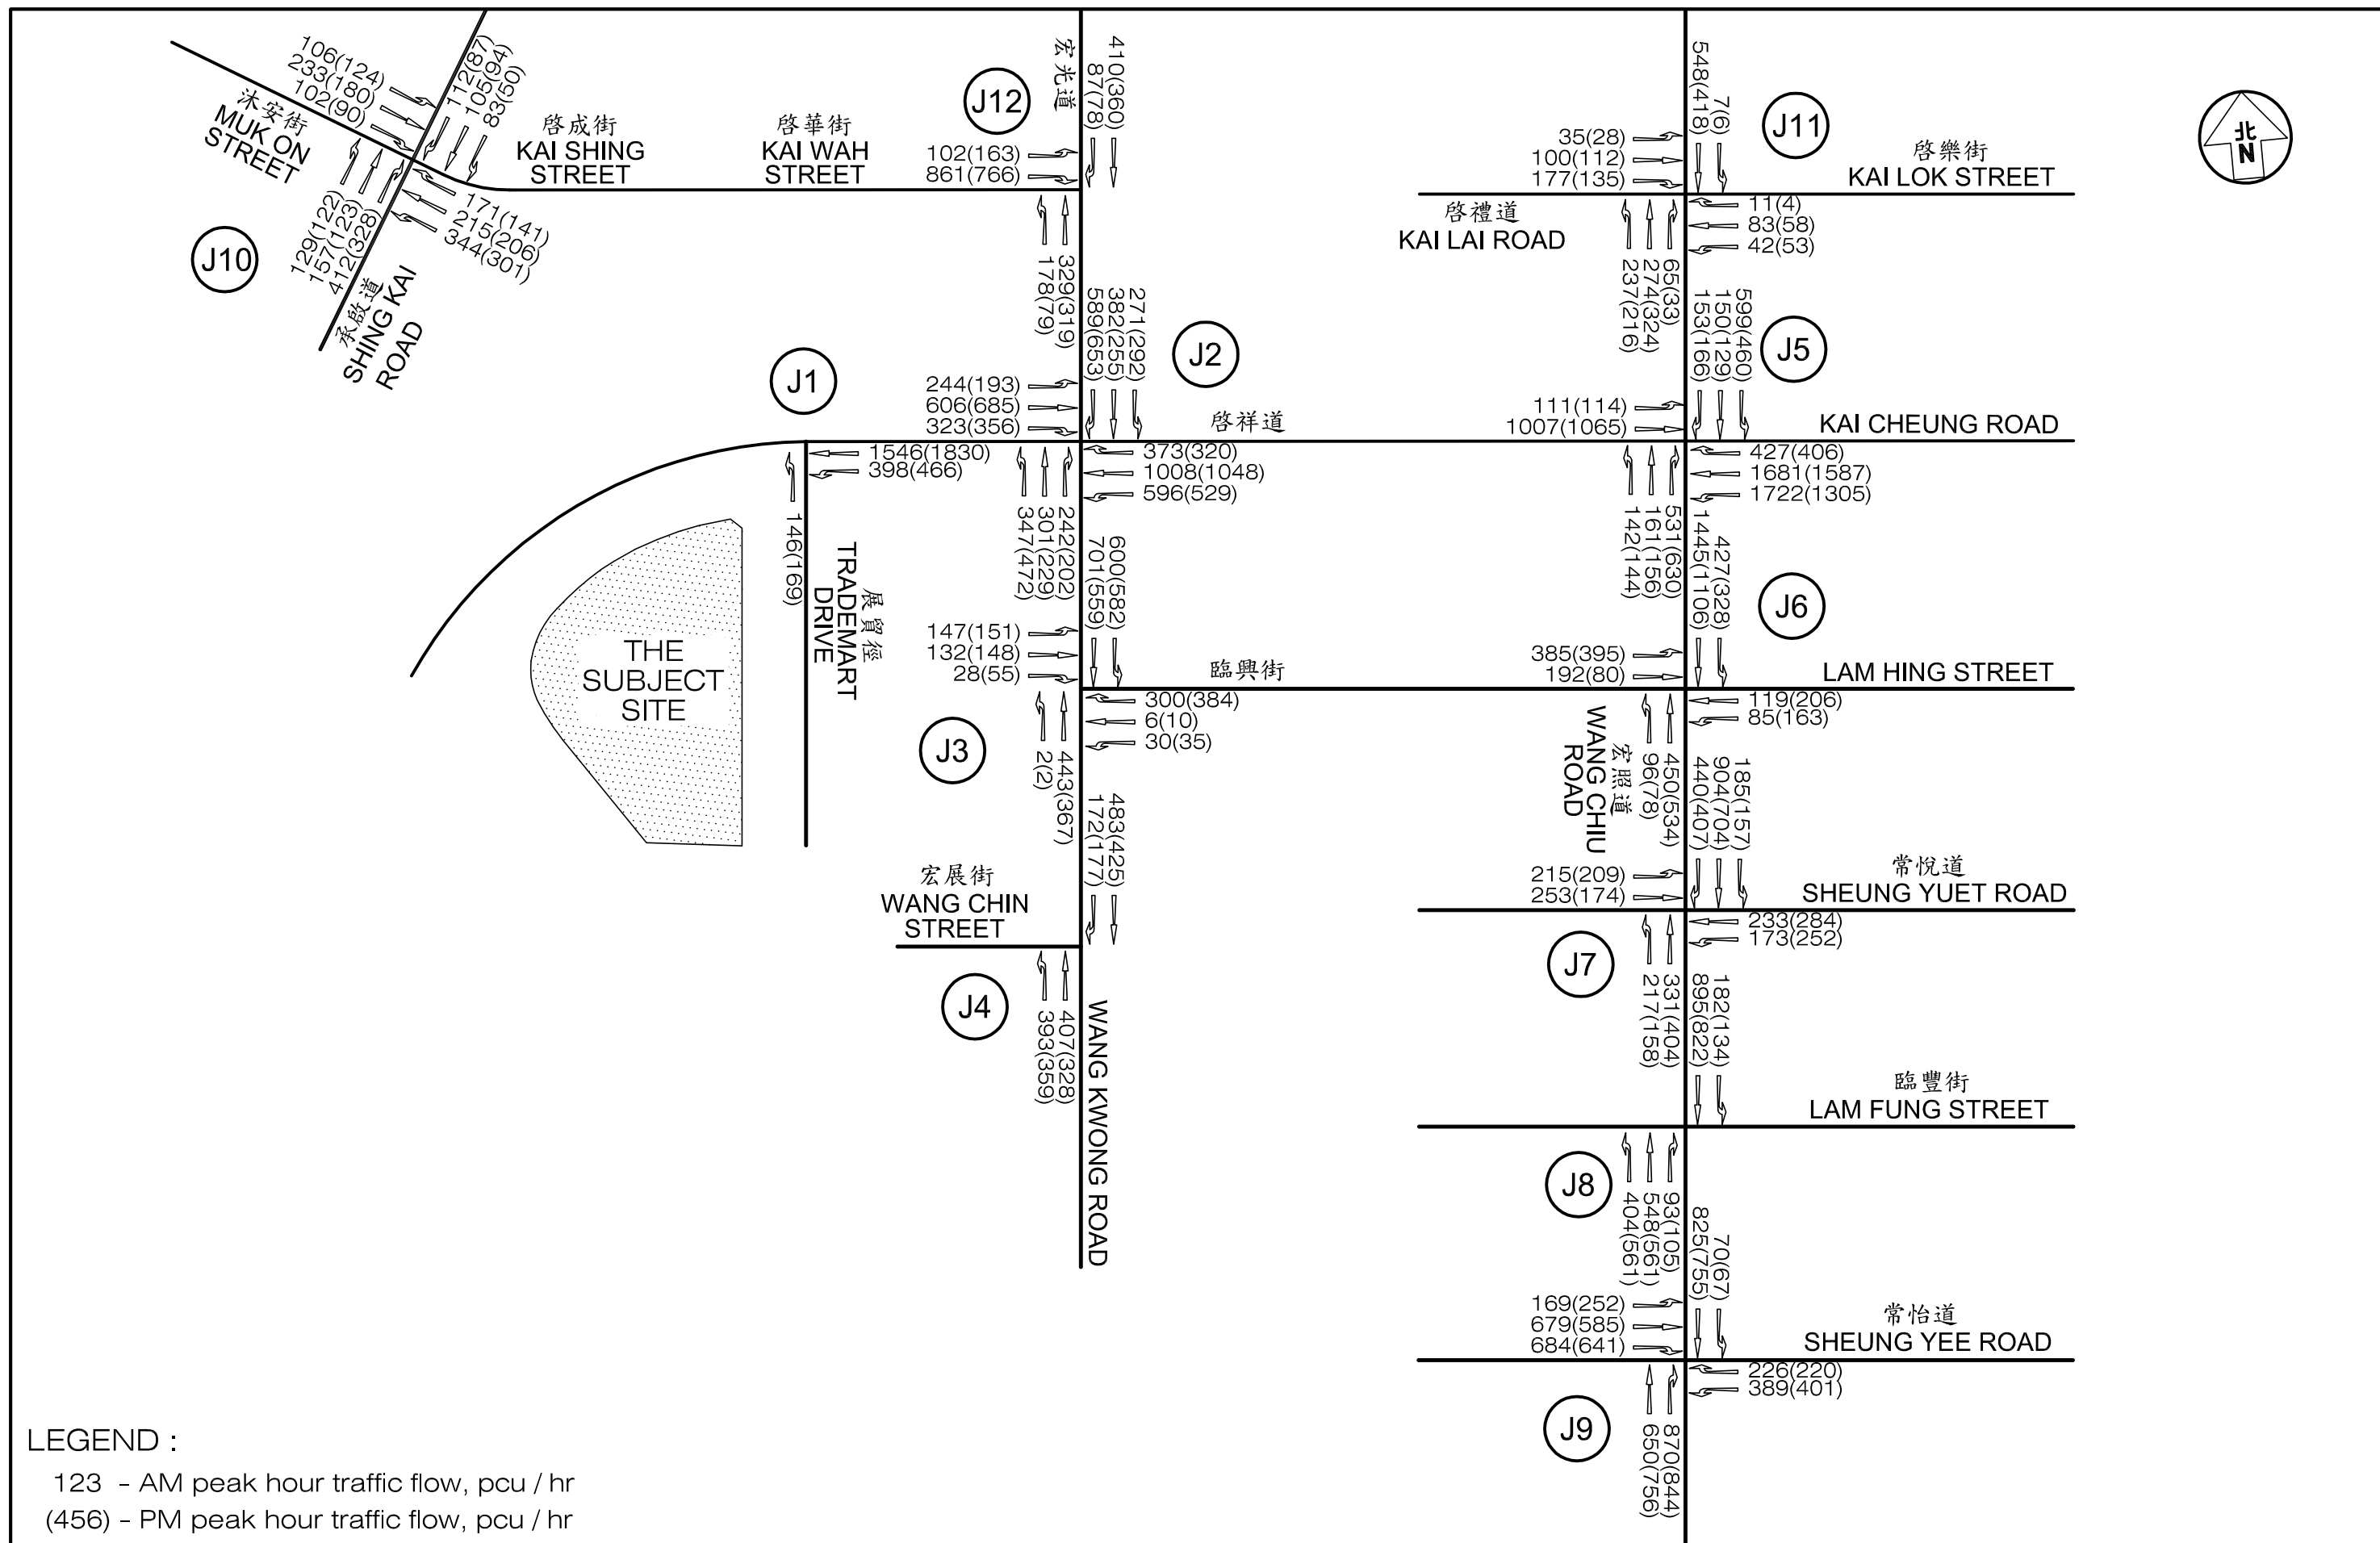 106(124)
233(180)
102(90)
112(87)
105(94)
83(50)
沐安街
MUK ON
STREET
129(122)
157(123)
412(328)
171(141)
215(206)
344(301)
J10
承啟道
SHING KAI
ROAD
啓成街
KAI SHING
STREET
啓華街
KAI WAH
STREET
J12
宏光道
410(360)
87(78)
102(163)
861(766)
329(319)
178(79)
271(292)
382(255)
589(653)
J2
J1
244(193)
606(685)
323(356)
啓祥道
1546(1830)
398(466)
373(320)
1008(1048)
596(529)
146(169)
展貿徑
TRADEMART
DRIVE
THE
SUBJECT
SITE
242(202)
301(229)
347(472)
600(582)
701(559)
147(151)
132(148)
28(55)
臨興街
300(384)
6(10)
30(35)
J3
443(367)
2(2)
483(425)
172(177)
宏展街
WANG CHIN
STREET
J4
407(328)
393(359)
WANG KWONG ROAD
548(418)
7(6)
J11
35(28)
100(112)
177(135)
啓樂街
KAI LOK STREET
啓禮道
KAI LAI ROAD
11(4)
83(58)
42(53)
65(33)
274(324)
237(216)
599(460)
150(129)
153(166)
J5
111(114)
1007(1065)
KAI CHEUNG ROAD
427(406)
1681(1587)
1722(1305)
531(630)
161(156)
142(144)
427(328)
1445(1106)
J6
385(395)
192(80)
LAM HING STREET
119(206)
85(163)
宏照道
WANG CHIU
ROAD
450(534)
96(78)
185(157)
904(704)
440(407)
215(209)
253(174)
常悅道
SHEUNG YUET ROAD
233(284)
173(252)
J7
331(404)
217(158)
182(134)
895(822)
臨豐街
LAM FUNG STREET
J8
93(105)
548(561)
404(561)
70(67)
825(755)
169(252)
679(585)
684(641)
常怡道
SHEUNG YEE ROAD
226(220)
389(401)
J9
870(844)
650(756)
北
N
LEGEND :
123 - AM peak hour traffic flow, pcu / hr
(456) - PM peak hour traffic flow, pcu / hr